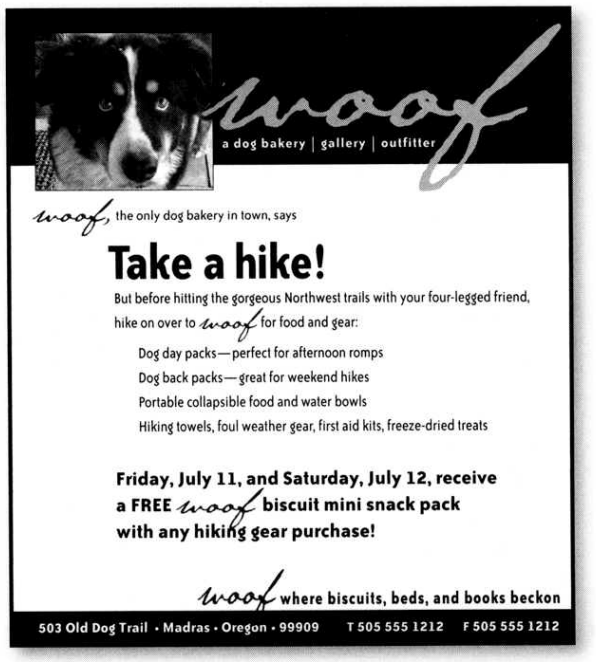 woof
a dog bakery | gallery | outfitter
woof, the only dog bakery in town, says
Take a hike!
But before hitting the gorgeous Northwest trails with your four-legged friend,
hike on over to woof for food and gear:
Dog day packs—perfect for afternoon romps
Dog back packs—great for weekend hikes
Portable collapsible food and water bowls
Hiking towels, foul weather gear, first aid kits, freeze-dried treats
Friday, July 11, and Saturday, July 12, receive
a FREE woof biscuit mini snack pack
with any hiking gear purchase!
woof where biscuits, beds, and books beckon
503 Old Dog Trail • Madras • Oregon • 99909 T 505 555 1212 F 505 555 1212